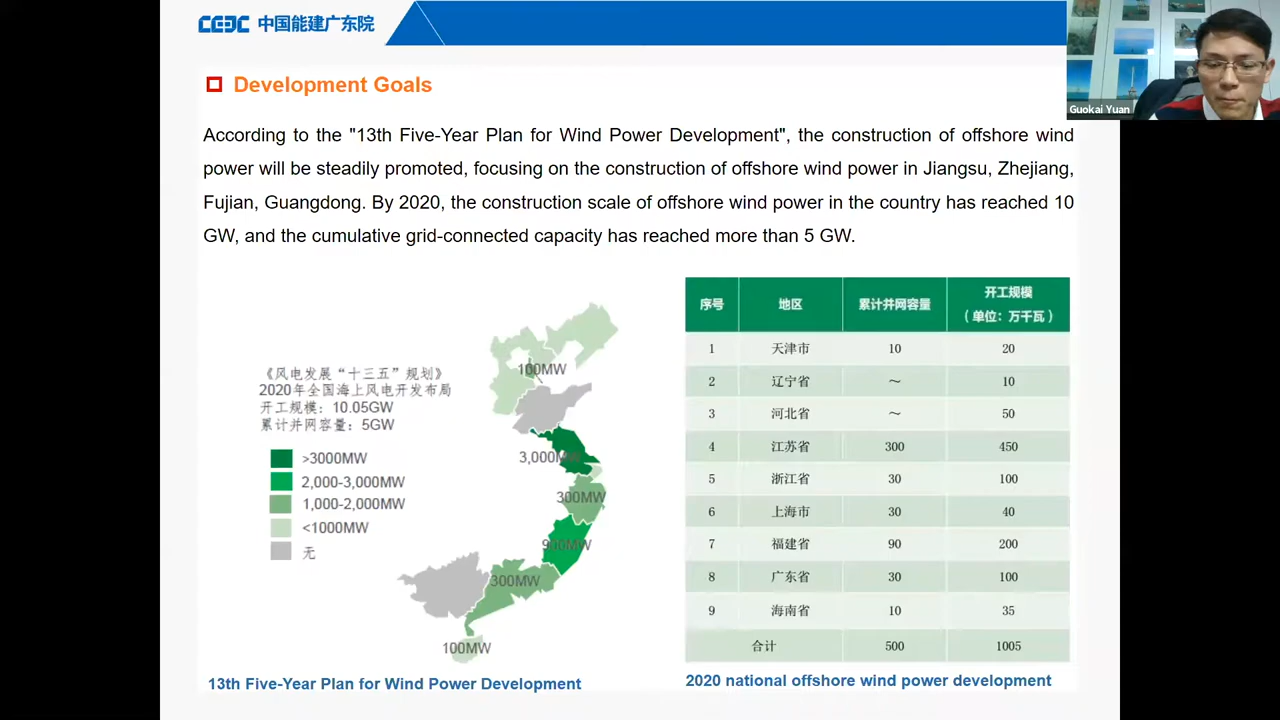 CEEC 中国能建广东院
Guokai Yuan
Development Goals
According to the "13th Five-Year Plan for Wind Power Development", the construction of offshore wind
power will be steadily promoted, focusing on the construction of offshore wind power in Jiangsu, Zhejiang,
Fujian, Guangdong. By 2020, the construction scale of offshore wind power in the country has reached 10
GW, and the cumulative grid-connected capacity has reached more than 5 GW.
《风电发展“十三五”规划》
2020年全国海上风电开发布局
开工规模：10.05GW
累计并网容量：5GW
>3000MW
2,000-3,000MW
1,000-2,000MW
<1000MW
无
100MW
3,000MW
300MW
900MW
300MW
100MW
13th Five-Year Plan for Wind Power Development
序号 地区 累计并网容量 开工规模
（单位：万千瓦）
1 天津市 10 20
2 辽宁省 ～ 10
3 河北省 ～ 50
4 江苏省 300 450
5 浙江省 30 100
6 上海市 30 40
7 福建省 90 200
8 广东省 30 100
9 海南省 10 35
合计 500 1005
2020 national offshore wind power development